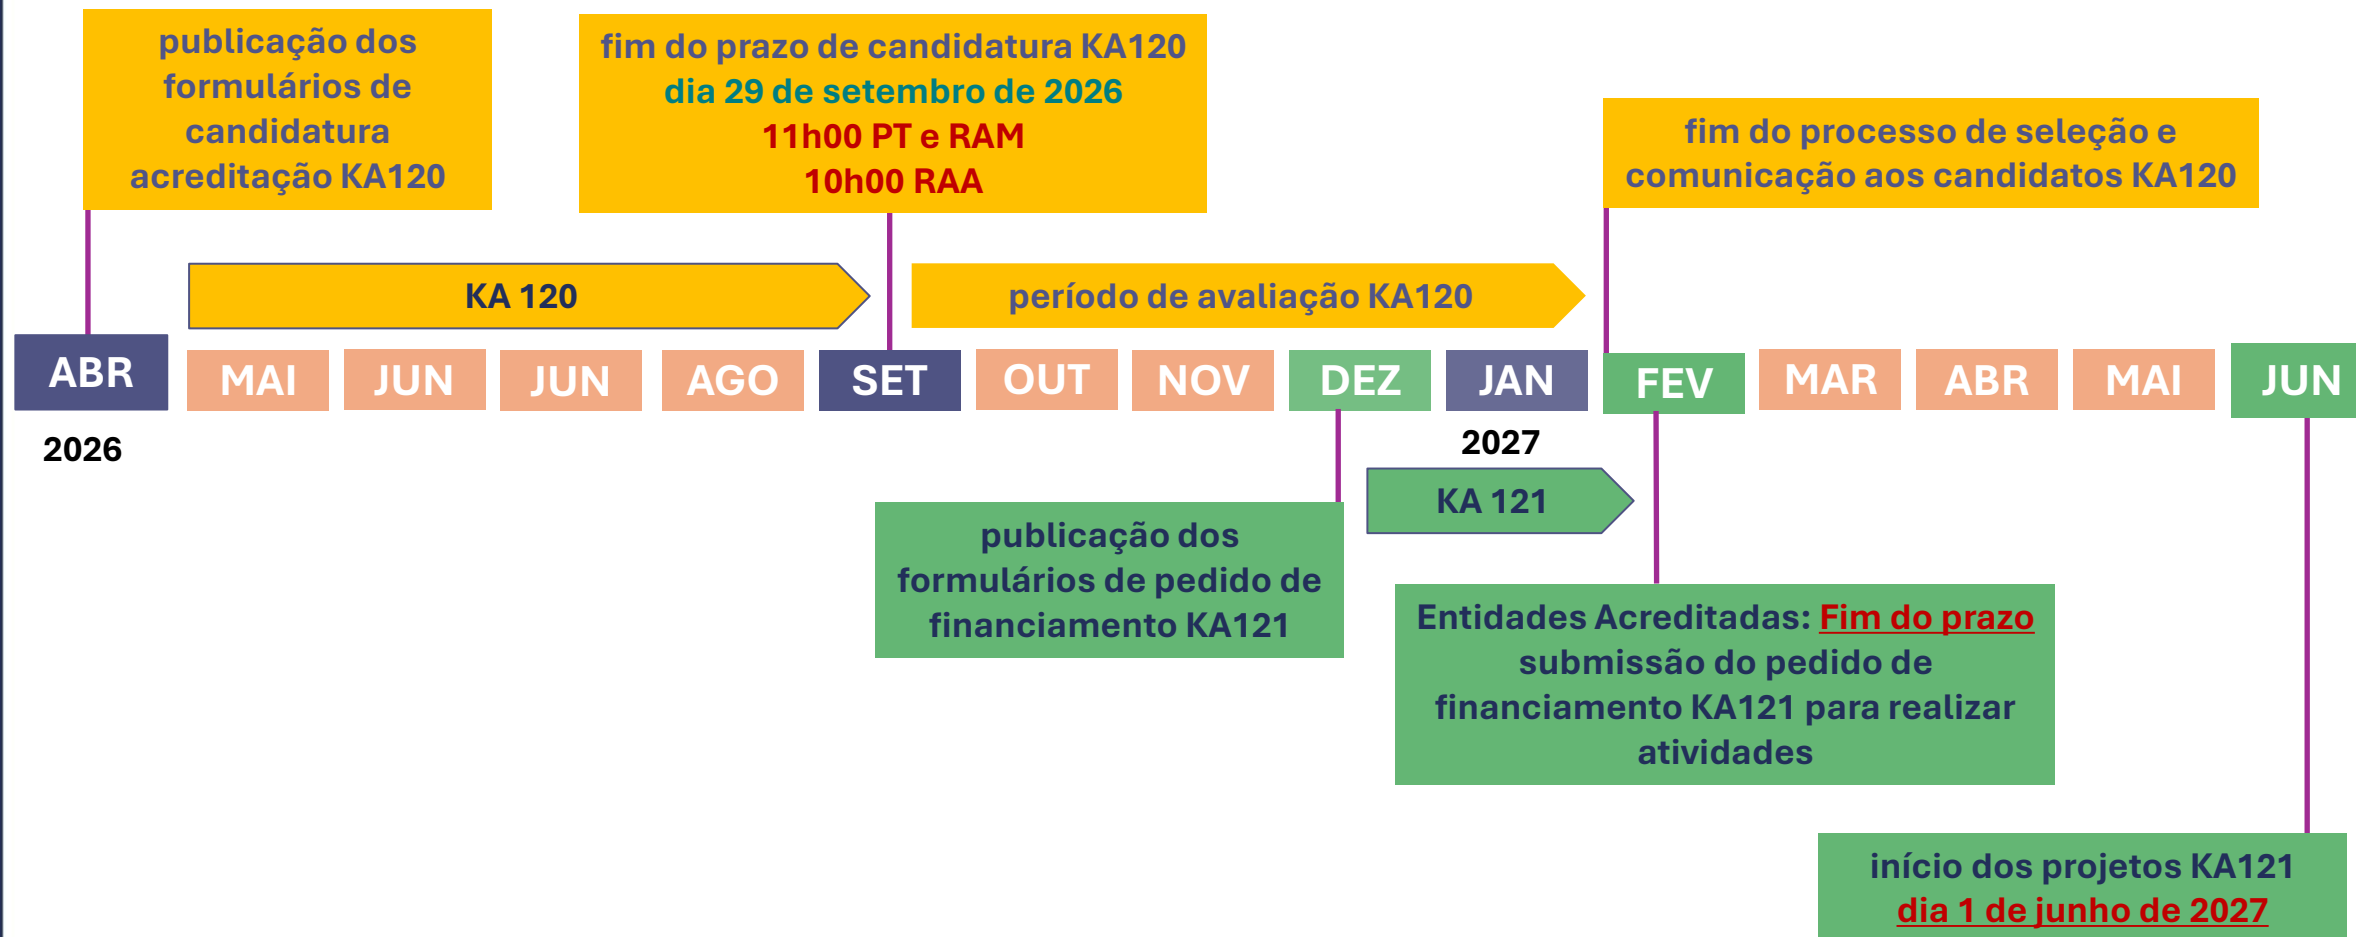 publicação dos
formulários de
candidatura
acreditação KA120
fim do prazo de candidatura KA120
dia 29 de setembro de 2026
11h00 PT e RAM
10h00 RAA
fim do processo de seleção e
comunicação aos candidatos KA120
KA 120
período de avaliação KA120
ABR
MAI
JUN
JUN
AGO
SET
OUT
NOV
DEZ
JAN
FEV
MAR
ABR
MAI
JUN
2026
2027
KA 121
publicação dos
formulários de pedido de
financiamento KA121
Entidades Acreditadas: Fim do prazo
submissão do pedido de
financiamento KA121 para realizar
atividades
início dos projetos KA121
dia 1 de junho de 2027